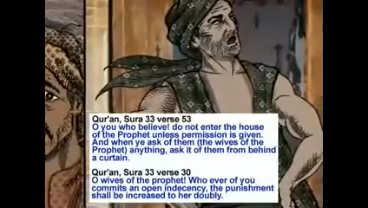 Qur'an, Sura 33 verse 53
O you who believe! do not enter the house
of the Prophet unless permission is given.
And when ye ask of them (the wives of the
Prophet) anything, ask it of them from behind
a curtain.
Qur'an, Sura 33 verse 30
O wives of the prophet! Who ever of you
commits an open indecency, the punishment
shall be increased to her doubly.